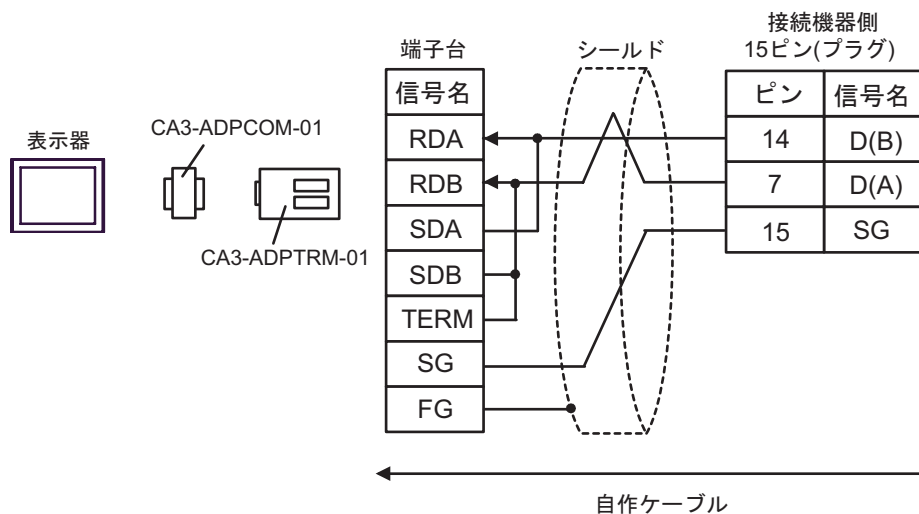 接続機器側
端子台
シールド
15ピン(プラグ)
信号名
ピン
信号名
表示器
CA3-ADPCOM-01
RDA
14
D(B)
RDB
7
D(A)
SDA
15
SG
CA3-ADPTRM-01
SDB
TERM
SG
FG
自作ケーブル